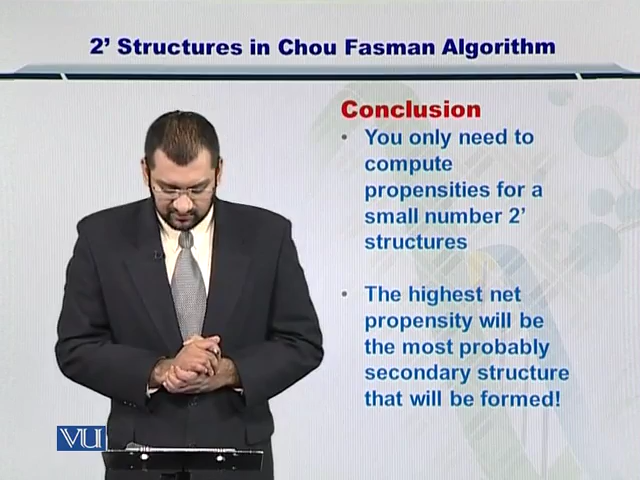 2’ Structures in Chou Fasman Algorithm
Conclusion
• You only need to
compute
propensities for a
small number 2’
structures
• The highest net
propensity will be
the most probably
secondary structure
that will be formed!
VU